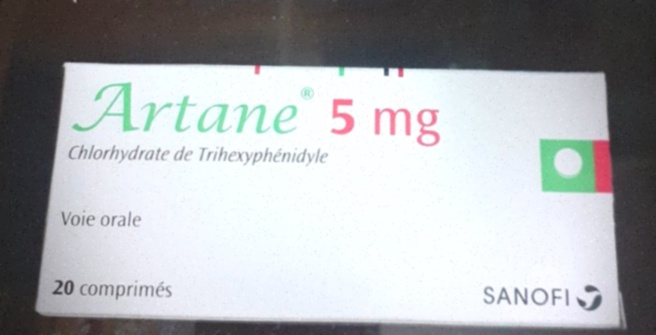 Artane® 5 mg
Chlorhydrate de Trihexyphénidyle
Voie orale
20 comprimés
SANOFI